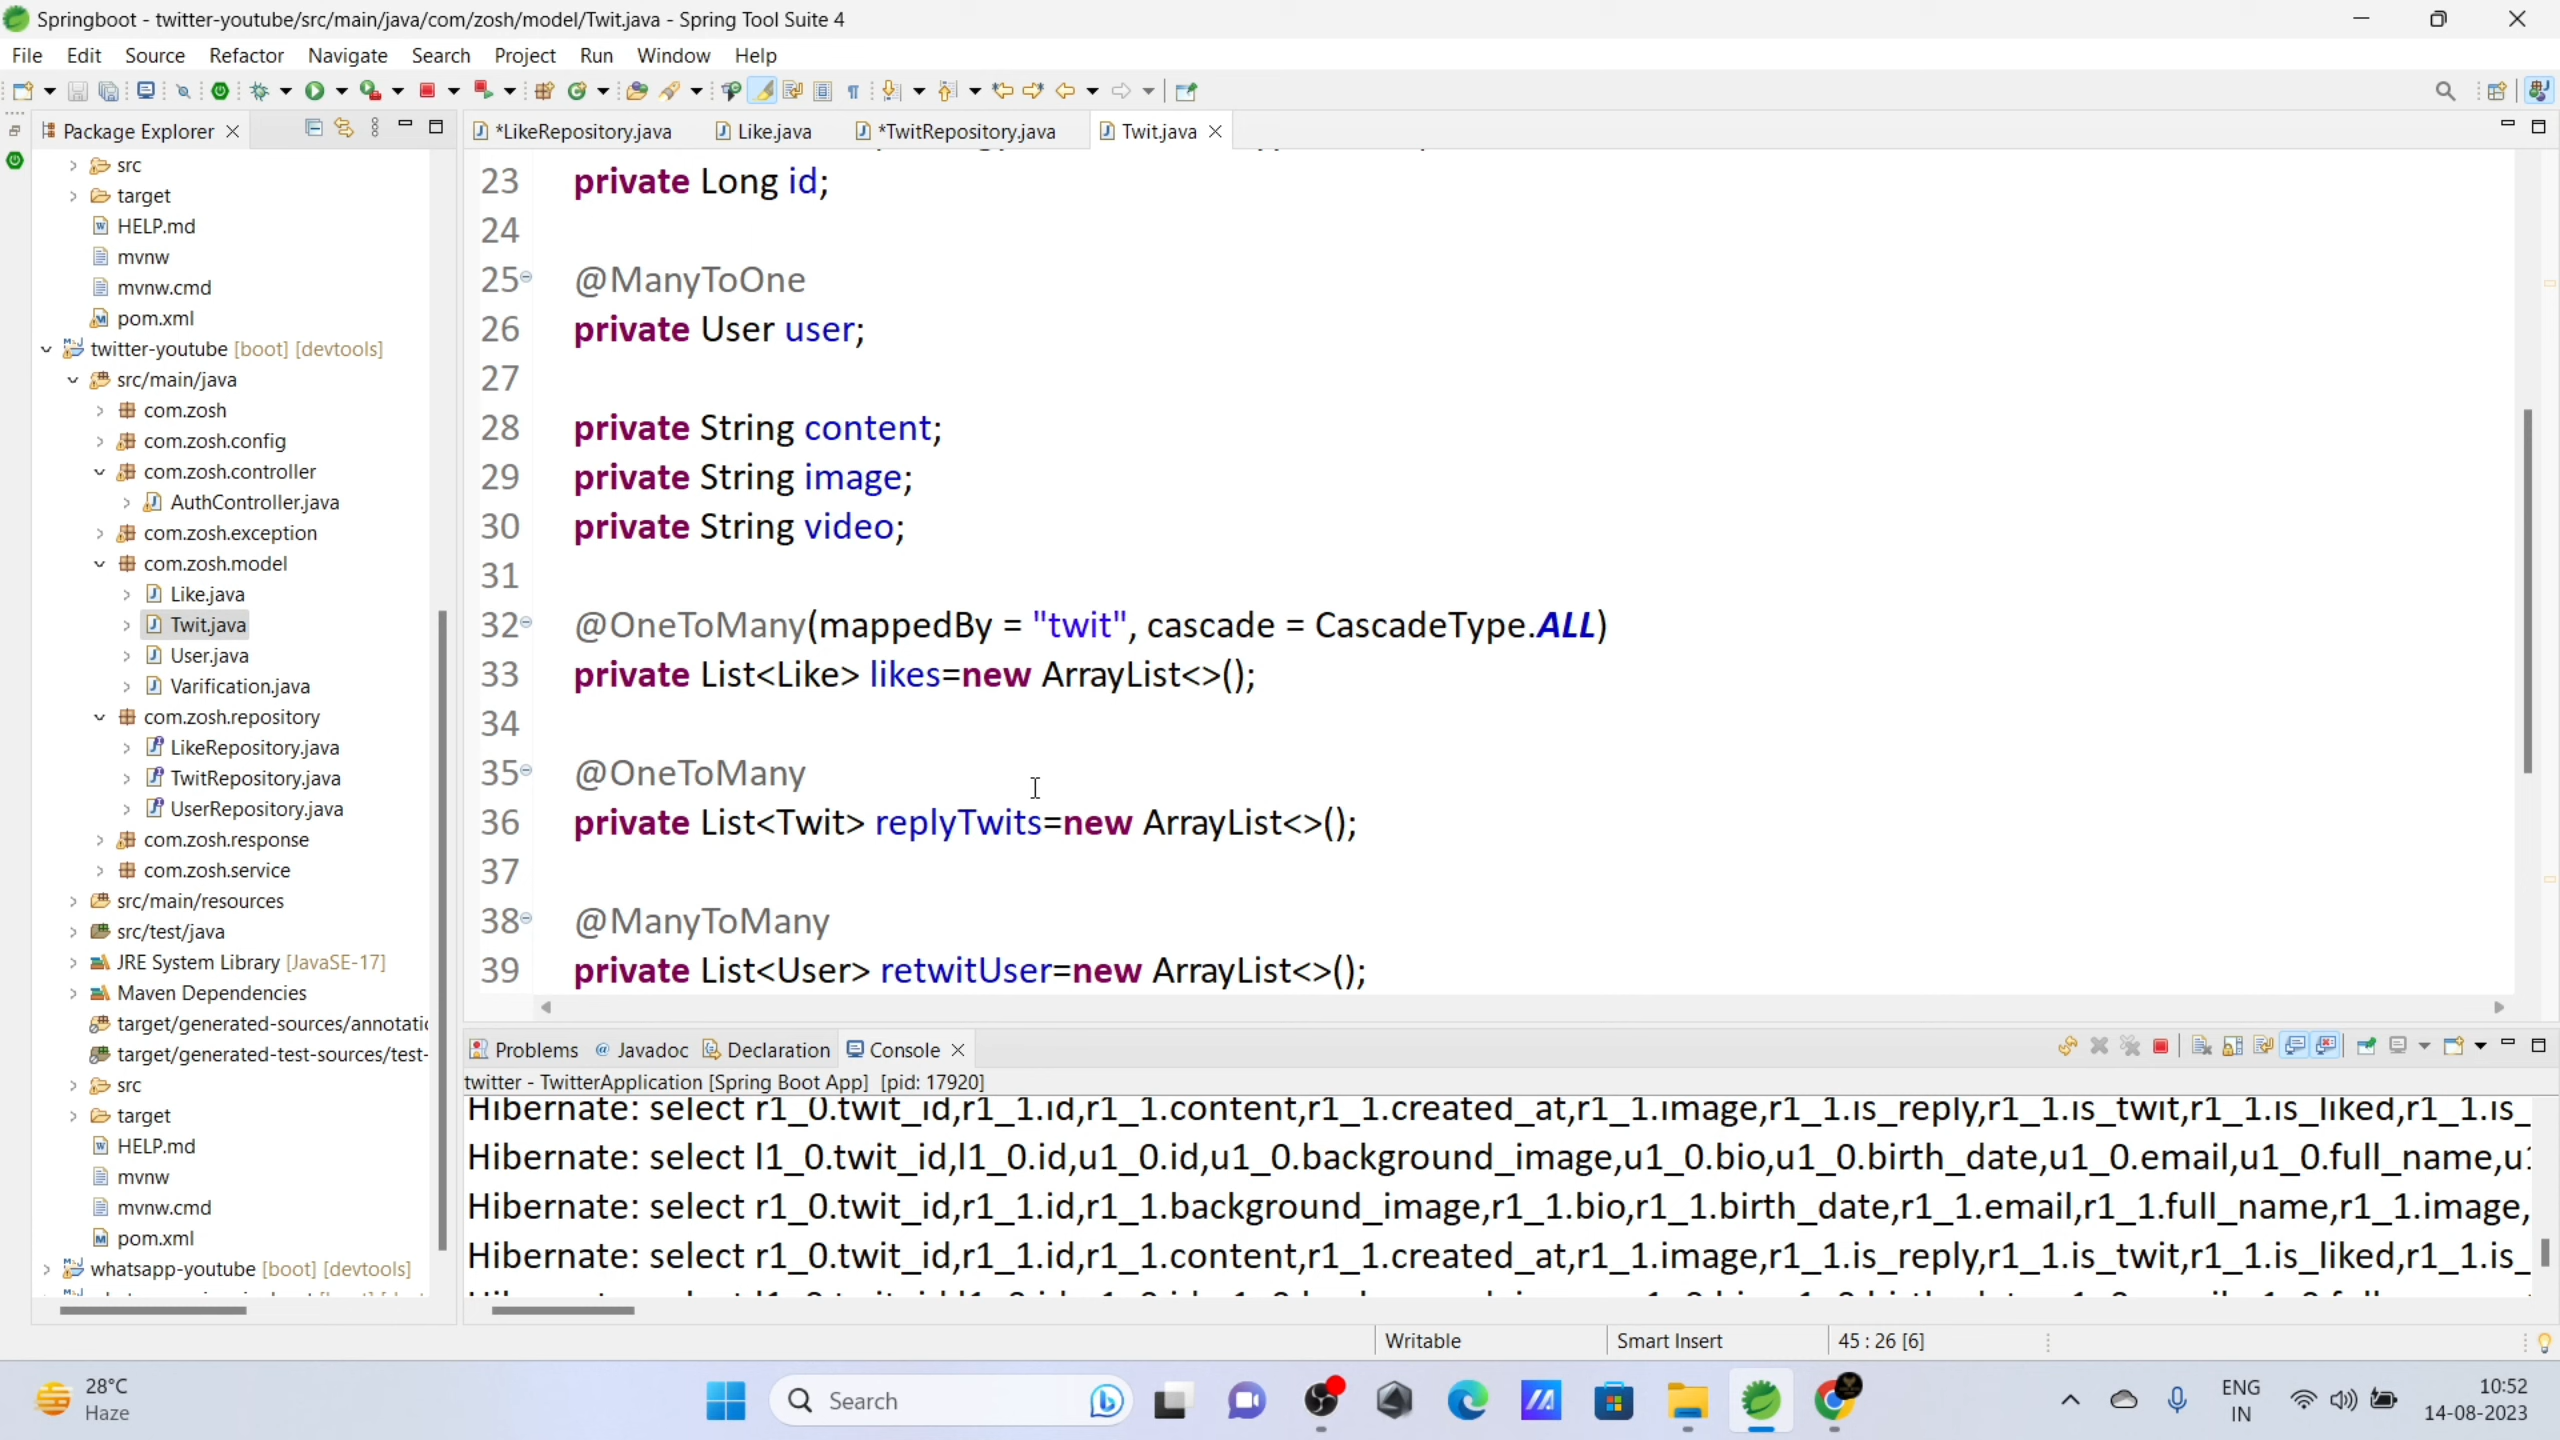 Springboot - twitter-youtube/src/main/java/com/zosh/model/Twit.java - Spring Tool Suite 4
File Edit Source Refactor Navigate Search Project Run Window Help
Package Explorer
src
target
HELP.md
mvnw
mvnw.cmd
pom.xml
twitter-youtube [boot] [devtools]
src/main/java
com.zosh
com.zosh.config
com.zosh.controller
AuthController.java
com.zosh.exception
com.zosh.model
Like.java
Twit.java
User.java
Varification.java
com.zosh.repository
LikeRepository.java
TwitRepository.java
UserRepository.java
com.zosh.response
com.zosh.service
src/main/resources
src/test/java
JRE System Library [JavaSE-17]
Maven Dependencies
target/generated-sources/annotati
target/generated-test-sources/test-
src
target
HELP.md
mvnw
mvnw.cmd
pom.xml
whatsapp-youtube [boot] [devtools]
*LikeRepository.java Like.java *TwitRepository.java Twit.java
23 private Long id;
24
25 @ManyToOne
26 private User user;
27
28 private String content;
29 private String image;
30 private String video;
31
32 @OneToMany(mappedBy = "twit", cascade = CascadeType.ALL)
33 private List<Like> likes=new ArrayList<>();
34
35 @OneToMany
36 private List<Twit> replyTwits=new ArrayList<>();
37
38 @ManyToMany
39 private List<User> retwitUser=new ArrayList<>();
Problems @ Javadoc Declaration Console
twitter - TwitterApplication [Spring Boot App] [pid: 17920]
Hibernate: select r1_0.twit_id,r1_1.id,r1_1.content,r1_1.created_at,r1_1.image,r1_1.is_reply,r1_1.is_twit,r1_1.is_liked,r1_1.is_
Hibernate: select l1_0.twit_id,l1_0.id,u1_0.id,u1_0.background_image,u1_0.bio,u1_0.birth_date,u1_0.email,u1_0.full_name,u1
Hibernate: select r1_0.twit_id,r1_1.id,r1_1.background_image,r1_1.bio,r1_1.birth_date,r1_1.email,r1_1.full_name,r1_1.image,
Hibernate: select r1_0.twit_id,r1_1.id,r1_1.content,r1_1.created_at,r1_1.image,r1_1.is_reply,r1_1.is_twit,r1_1.is_liked,r1_1.is_
Writable Smart Insert 45 : 26 [6]
28°C
Haze
Search
ENG
IN
10:52
14-08-2023